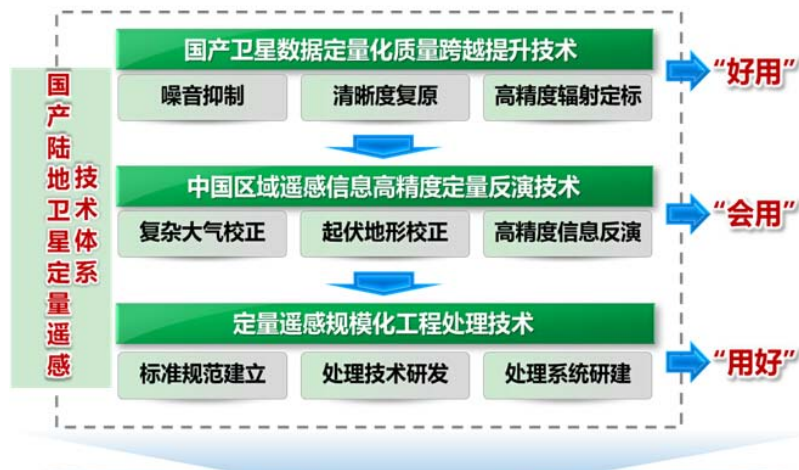 国产陆地卫星定量遥感
技术体系
国产卫星数据定量化质量跨越提升技术
噪音抑制
清晰度复原
高精度辐射定标
“好用”
中国区域遥感信息高精度定量反演技术
复杂大气校正
起伏地形校正
高精度信息反演
“会用”
定量遥感规模化工程处理技术
标准规范建立
处理技术研发
处理系统研建
“用好”